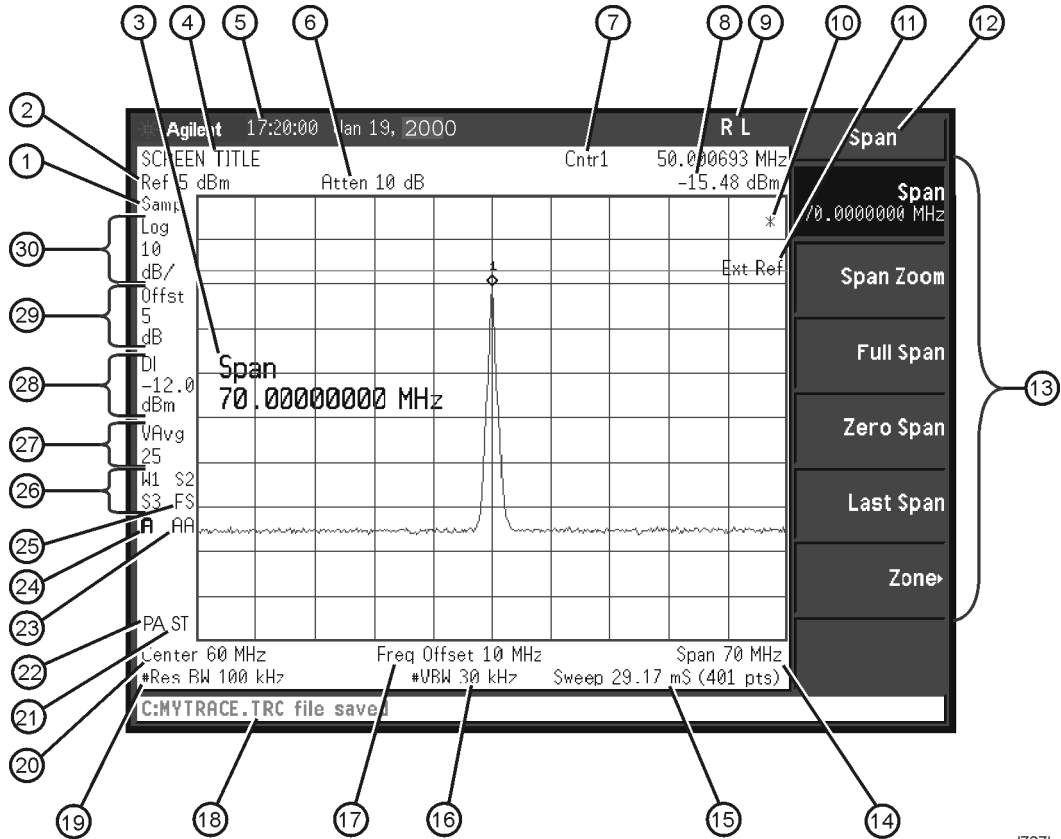 3 4 5 6 7 8 9 10 11 12
2
1
30
29
28
27
26
25
24
23
22
21
20
19 18 17 16 15 14
13
Agilent 17:20:00 Jan 19, 2000 R L
SCREEN TITLE Cntr1 50.000693 MHz
Ref 5 dBm Atten 10 dB -15.48 dBm
Samp
Log
10
dB/
Offst
5
dB
Dl
-12.0
dBm
VAvg
25
W1 S2
S3 FS
A AA
PA ST
*
Ext Ref
1
Span
70.00000000 MHz
Center 60 MHz Freq Offset 10 MHz Span 70 MHz
#Res BW 100 kHz #VBW 30 kHz Sweep 29.17 mS (401 pts)
C:MYTRACE.TRC file saved
Span
Span
70.0000000 MHz
Span Zoom
Full Span
Zero Span
Last Span
Zone